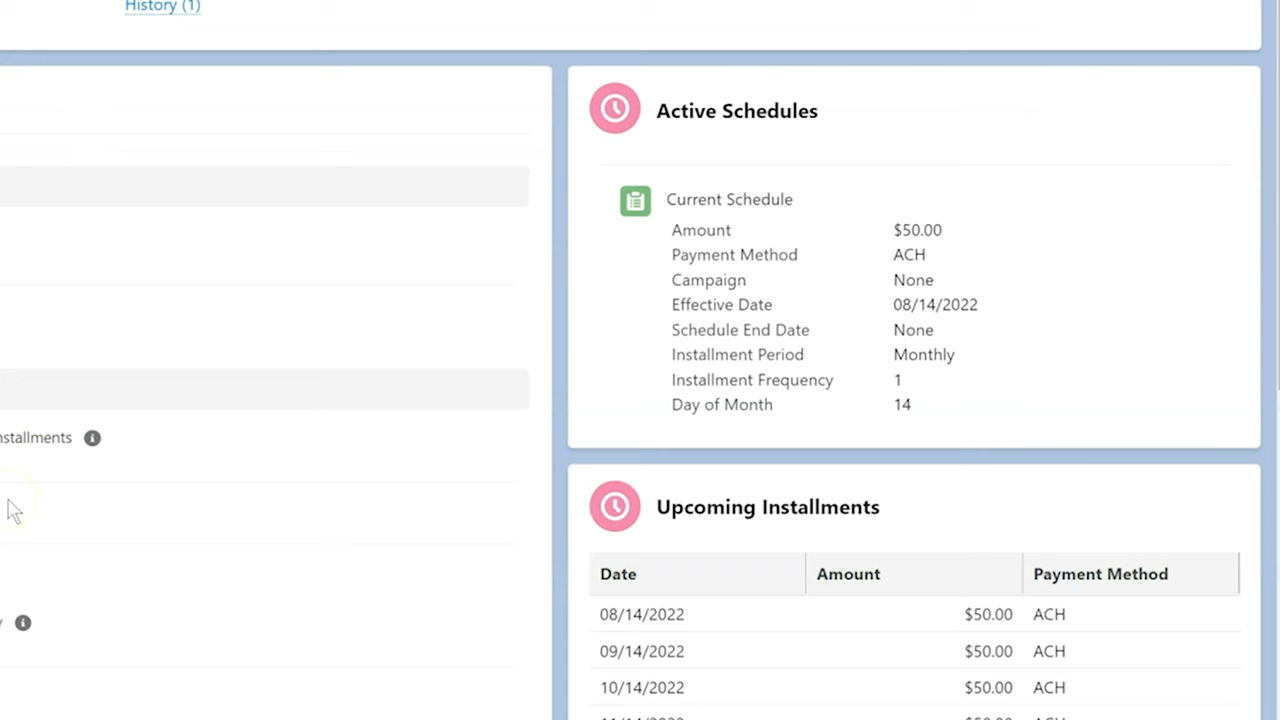 History (1)
Active Schedules
Current Schedule
Amount $50.00
Payment Method ACH
Campaign None
Effective Date 08/14/2022
Schedule End Date None
Installment Period Monthly
Installment Frequency 1
Day of Month 14
Upcoming Installments
Date Amount Payment Method
08/14/2022 $50.00 ACH
09/14/2022 $50.00 ACH
10/14/2022 $50.00 ACH